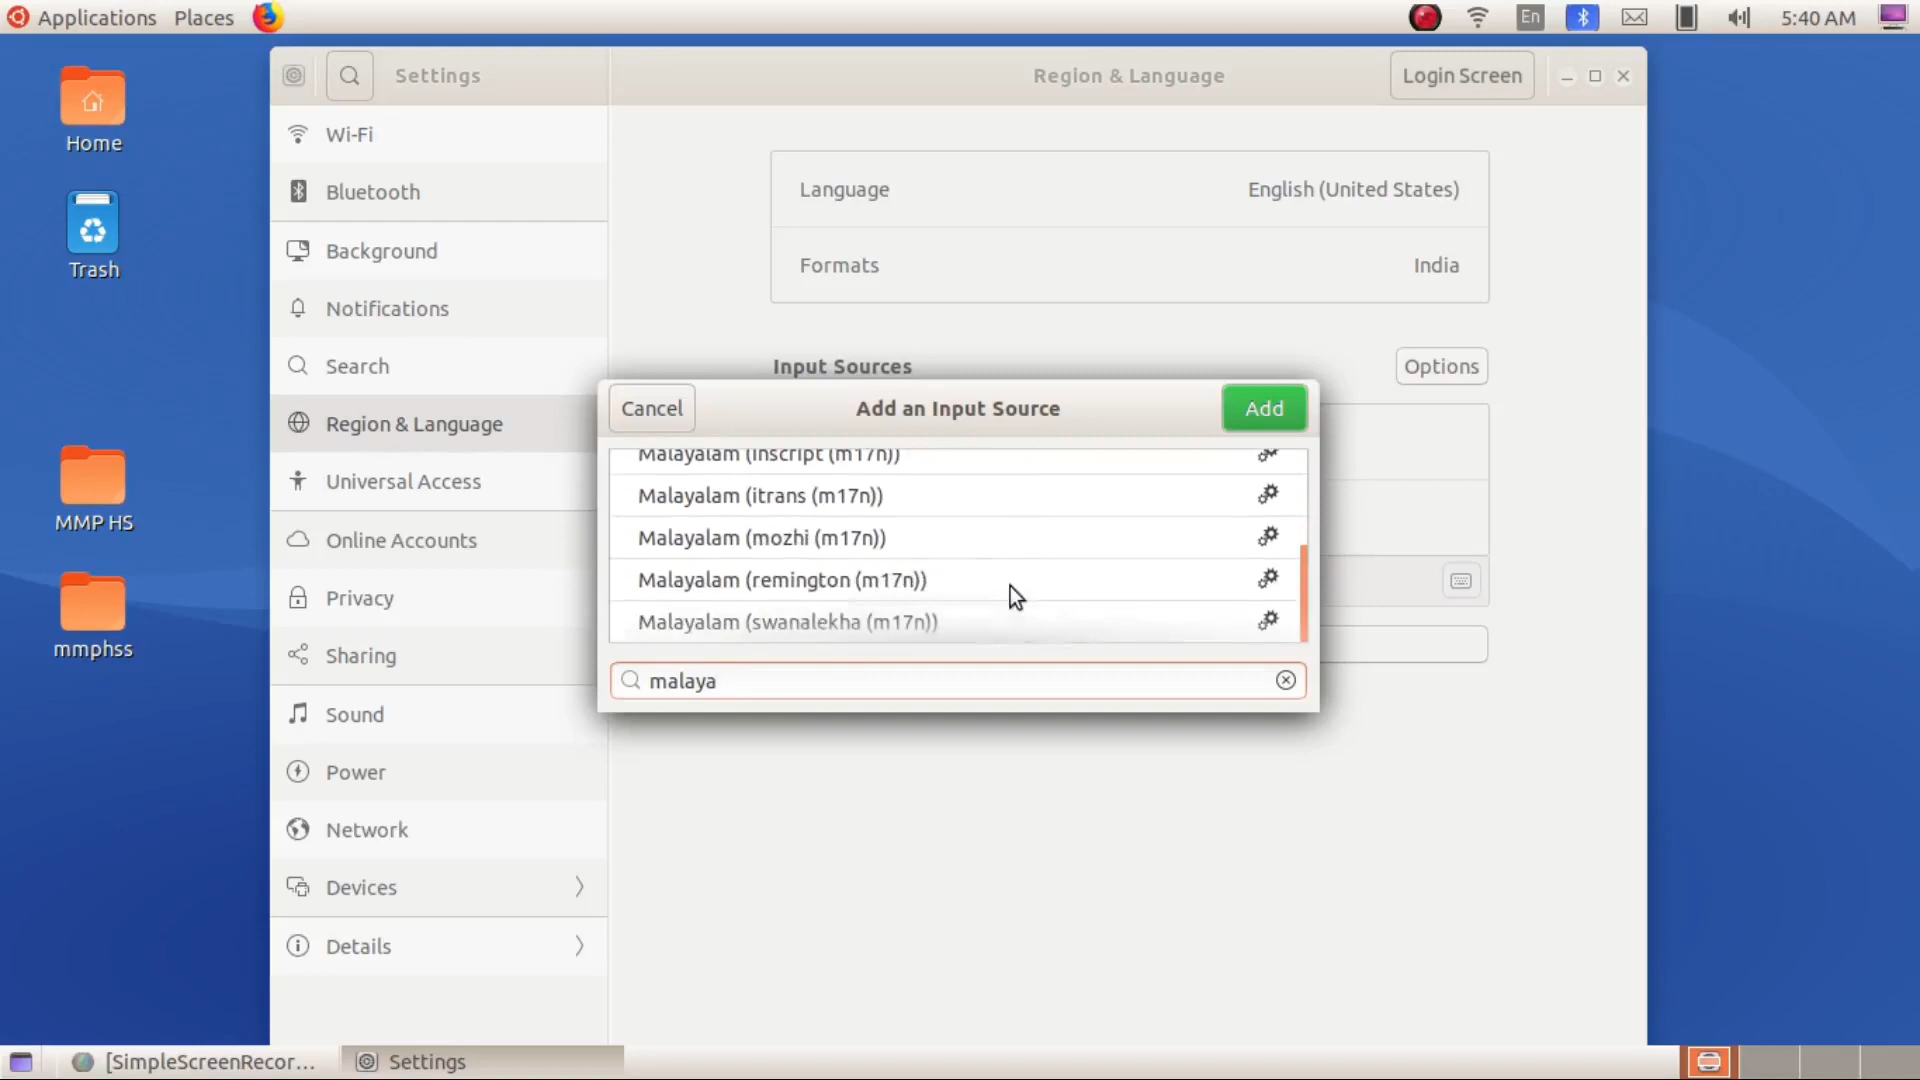 Applications Places En 5:40 AM
Settings Region & Language Login Screen
Home
Trash
MMP HS
mmphss
Wi-Fi
Bluetooth
Background
Notifications
Search
Region & Language
Universal Access
Online Accounts
Privacy
Sharing
Sound
Power
Network
Devices
Details
Language English (United States)
Formats India
Input Sources Options
Cancel Add an Input Source Add
Malayalam (inscript (m17n))
Malayalam (itrans (m17n))
Malayalam (mozhi (m17n))
Malayalam (remington (m17n))
Malayalam (swanalekha (m17n))
malaya
[SimpleScreenRecor... Settings